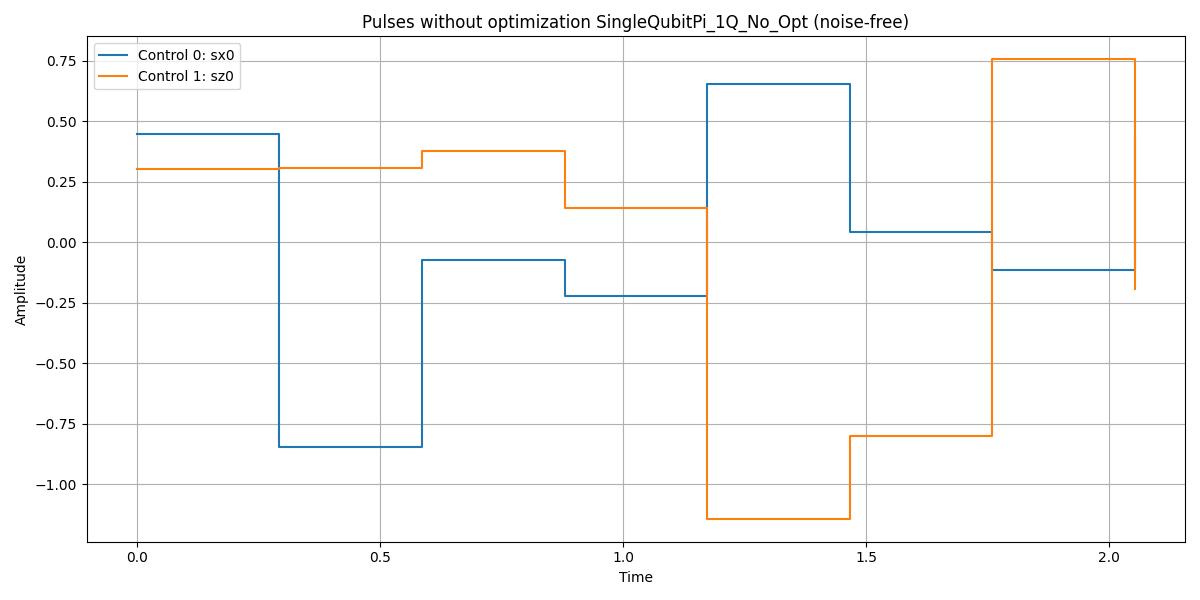 Pulses without optimization SingleQubitPi_1Q_No_Opt (noise-free)
Control 0: sx0
Control 1: sz0
Amplitude
0.75
0.50
0.25
0.00
−0.25
−0.50
−0.75
−1.00
0.0 0.5 1.0 1.5 2.0
Time